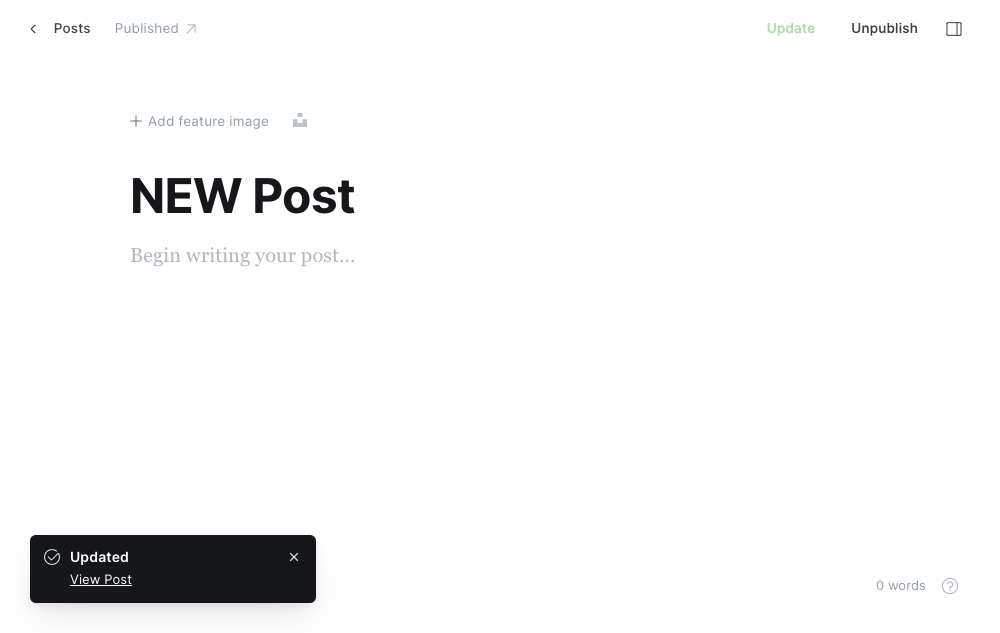 Posts Published Update Unpublish
Add feature image
NEW Post
Begin writing your post...
Updated
View Post
0 words